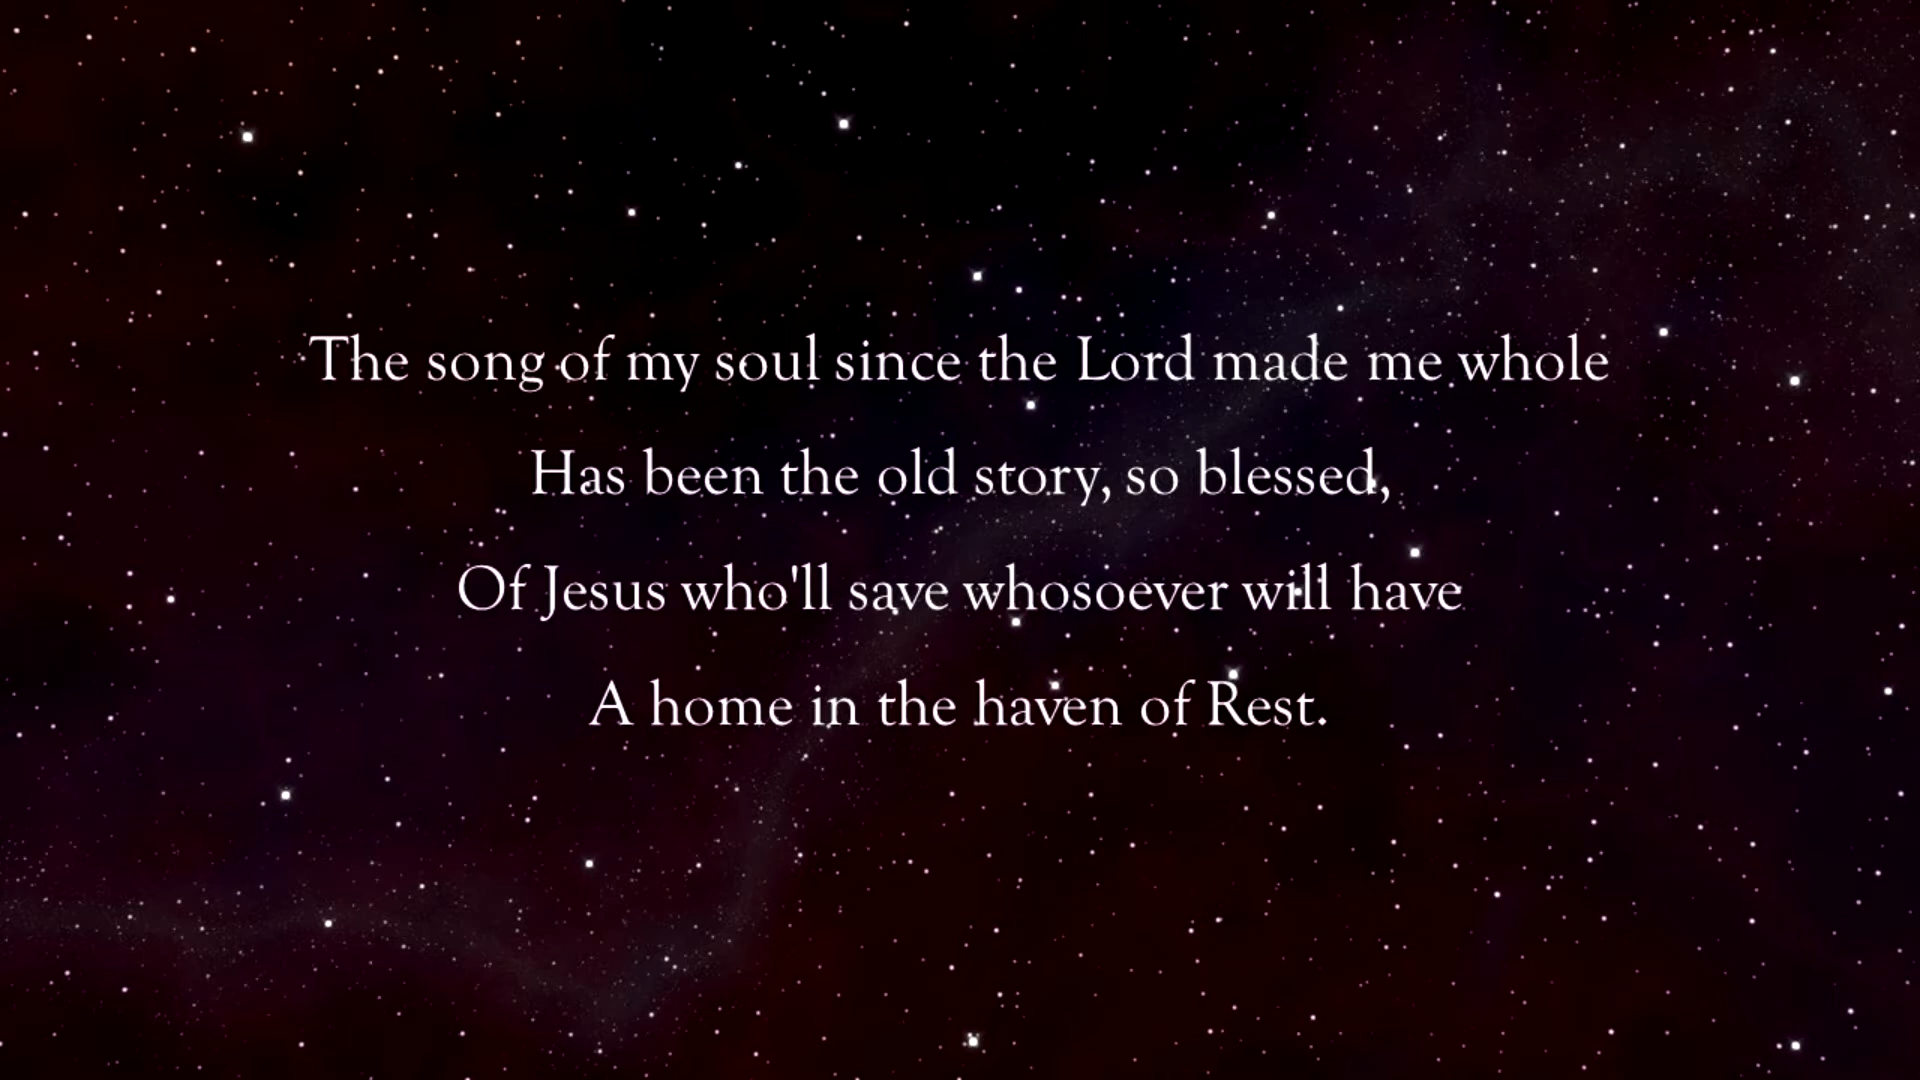 The song of my soul since the Lord made me whole
Has been the old story, so blessed,
Of Jesus who'll save whosoever will have
A home in the haven of Rest.